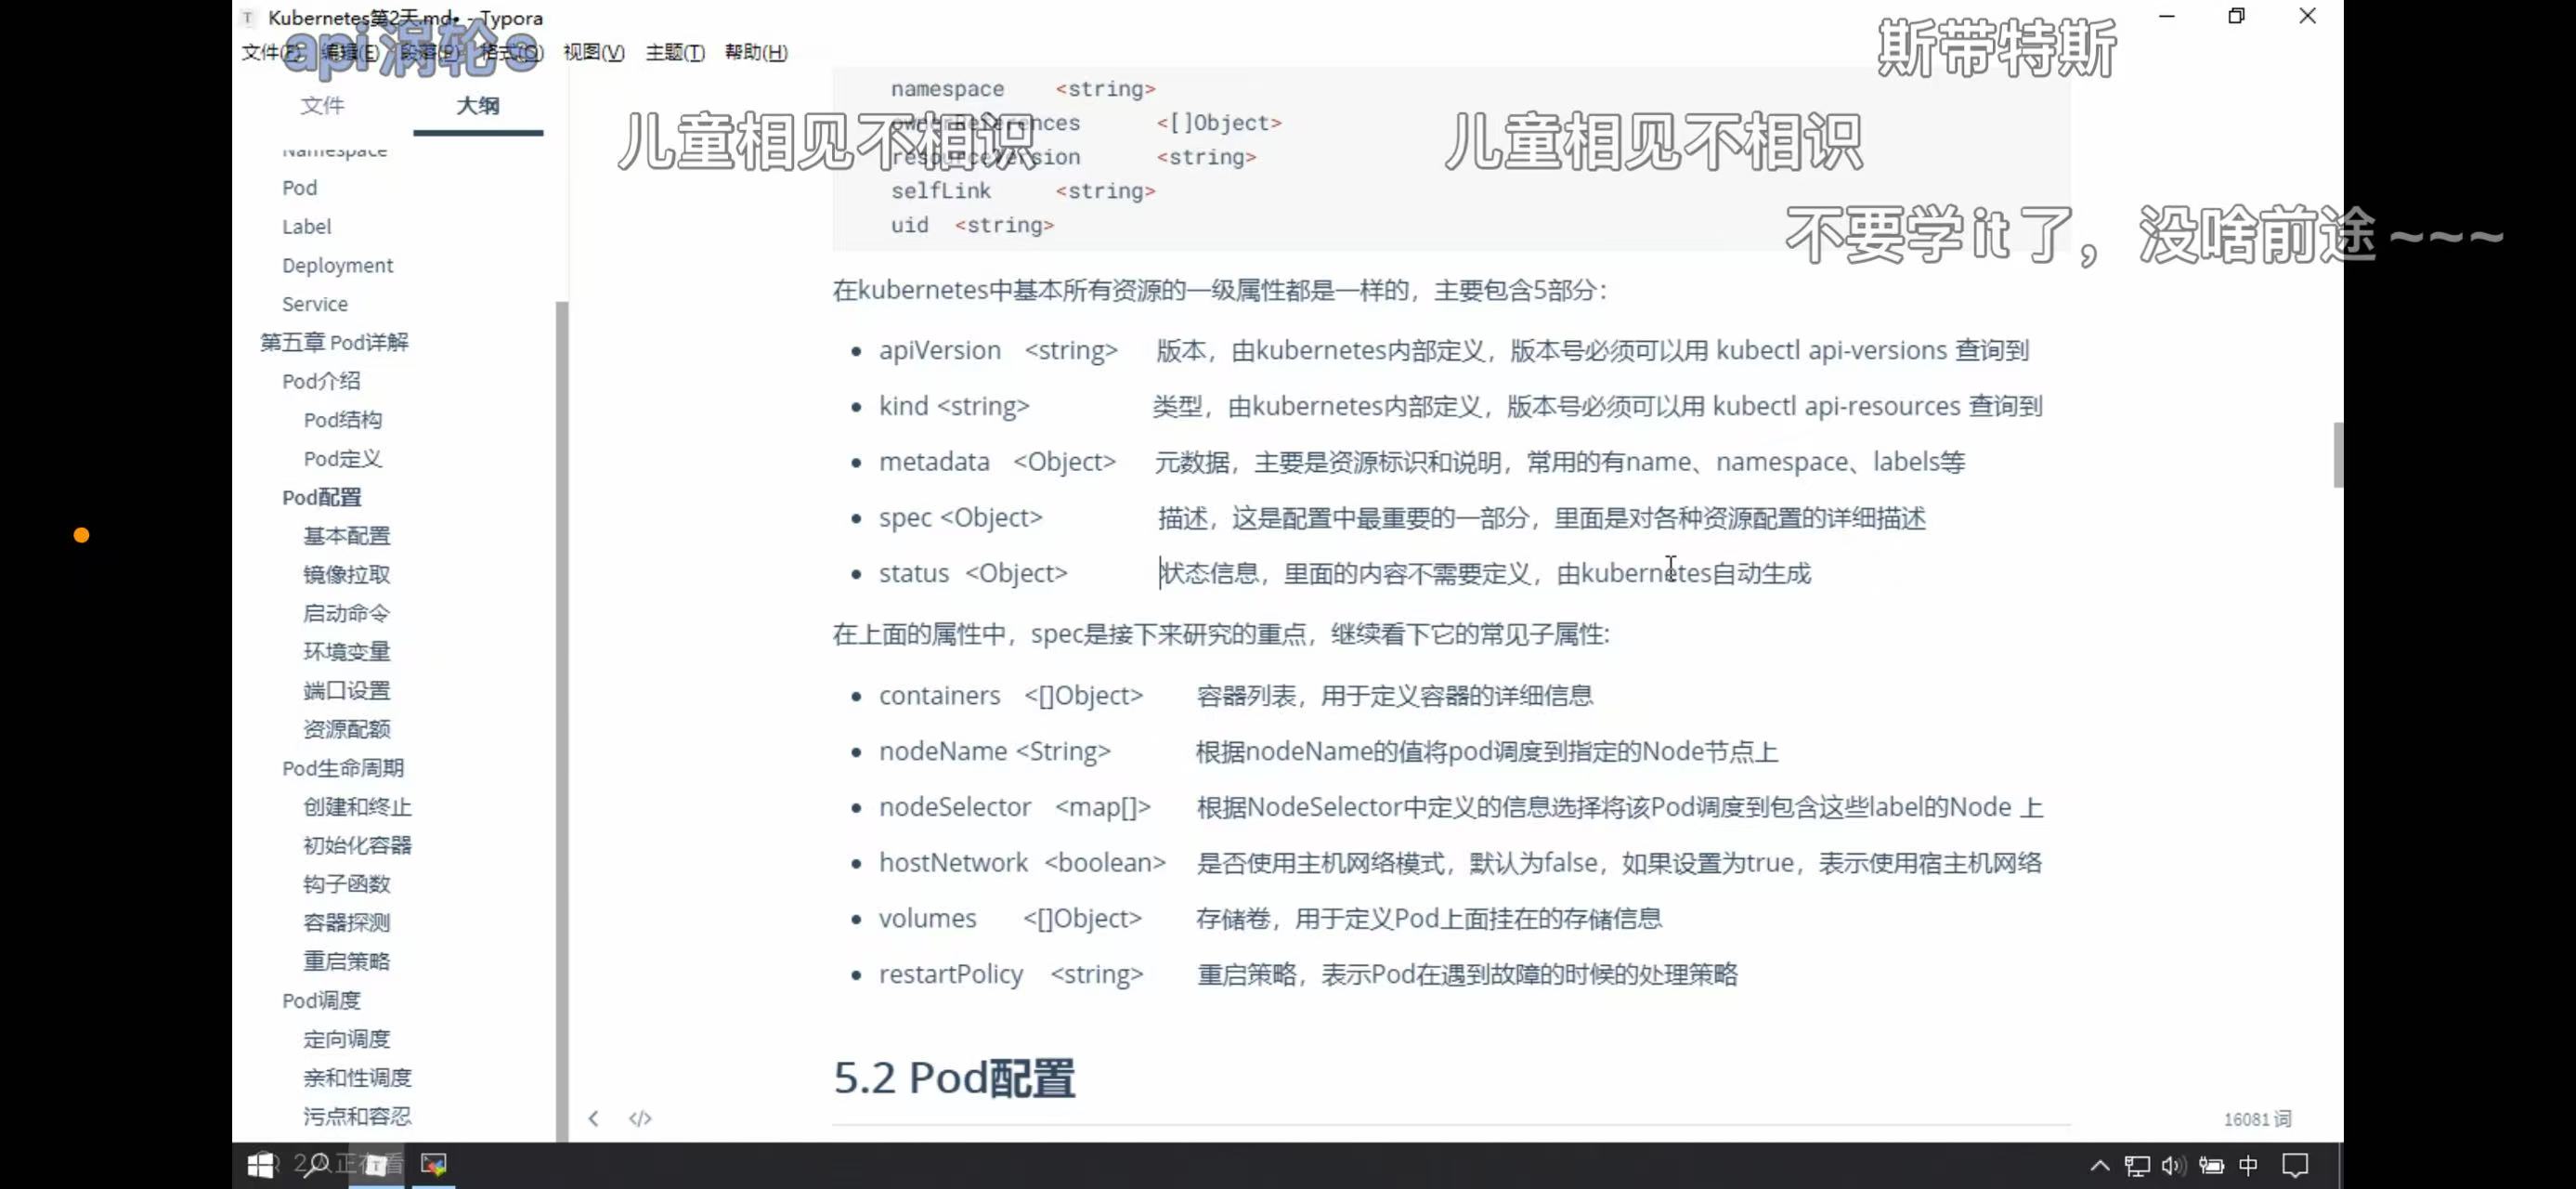 Kubernetes第2天.md• - Typora
api涡轮s
斯带特斯
文件(F) 编辑(E) 段落(P) 格式(O) 视图(V) 主题(T) 帮助(H)
文件 大纲
儿童相见不相识 儿童相见不相识
不要学it了，没啥前途~~~
Namespace
Pod
Label
Deployment
Service
第五章 Pod详解
Pod介绍
Pod结构
Pod定义
Pod配置
基本配置
镜像拉取
启动命令
环境变量
端口设置
资源配额
Pod生命周期
创建和终止
初始化容器
钩子函数
容器探测
重启策略
Pod调度
定向调度
亲和性调度
污点和容忍
namespace <string>
ownerReferences <[]Object>
resourceVersion <string>
selfLink <string>
uid <string>
在kubernetes中基本所有资源的一级属性都是一样的，主要包含5部分：
• apiVersion <string> 版本，由kubernetes内部定义，版本号必须可以用 kubectl api-versions 查询到
• kind <string> 类型，由kubernetes内部定义，版本号必须可以用 kubectl api-resources 查询到
• metadata <Object> 元数据，主要是资源标识和说明，常用的有name、namespace、labels等
• spec <Object> 描述，这是配置中最重要的一部分，里面是对各种资源配置的详细描述
• status <Object> 状态信息，里面的内容不需要定义，由kubernetes自动生成
在上面的属性中，spec是接下来研究的重点，继续看下它的常见子属性:
• containers <[]Object> 容器列表，用于定义容器的详细信息
• nodeName <String> 根据nodeName的值将pod调度到指定的Node节点上
• nodeSelector <map[]> 根据NodeSelector中定义的信息选择将该Pod调度到包含这些label的Node 上
• hostNetwork <boolean> 是否使用主机网络模式，默认为false，如果设置为true，表示使用宿主机网络
• volumes <[]Object> 存储卷，用于定义Pod上面挂在的存储信息
• restartPolicy <string> 重启策略，表示Pod在遇到故障的时候的处理策略
5.2 Pod配置
</>
16081 词
正在看
中